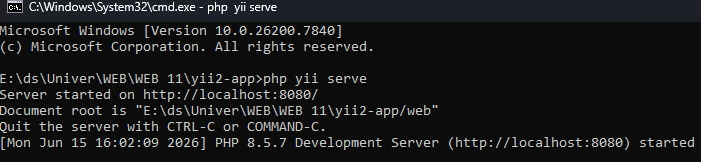 C:\Windows\System32\cmd.exe - php  yii serve
Microsoft Windows [Version 10.0.26200.7840]
(c) Microsoft Corporation. All rights reserved.
E:\ds\Univer\WEB\WEB 11\yii2-app>php yii serve
Server started on http://localhost:8080/
Document root is "E:\ds\Univer\WEB\WEB 11\yii2-app/web"
Quit the server with CTRL-C or COMMAND-C.
[Mon Jun 15 16:02:09 2026] PHP 8.5.7 Development Server (http://localhost:8080) started